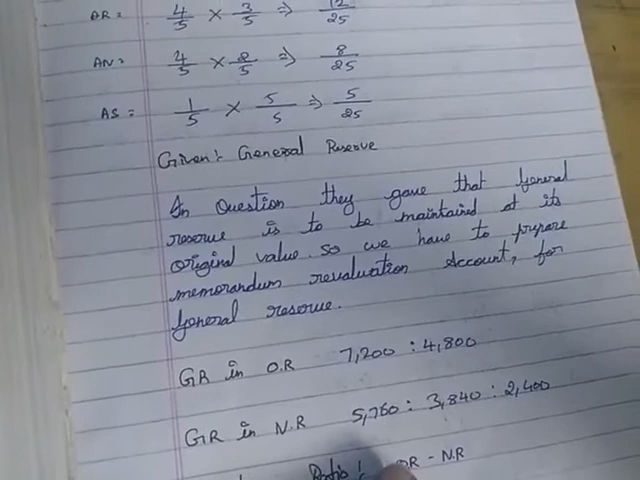 AR = 4/5 × 3/5 ⇒ 12/25
AN = 4/5 × 2/5 ⇒ 8/25
AS = 1/5 × 5/5 ⇒ 5/25
Given: General Reserve
In Question they gave that General
reserve is to be maintained at its
original value. So we have to prepare
memorandum revaluation Account, for
General reserve.
GR in O.R 7,200 : 4,800
GR in N.R 5,760 : 3,840 : 2,400
Ratio : OR - N.R